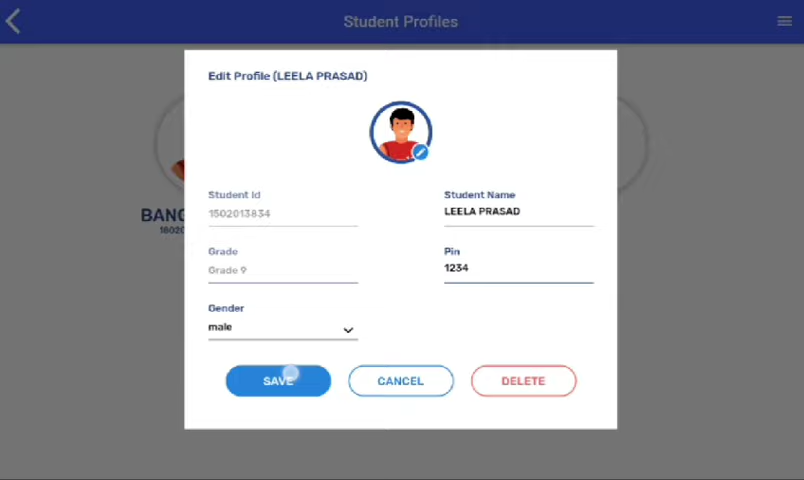 Student Profiles
Edit Profile (LEELA PRASAD)
Student Id
1502013834
Student Name
LEELA PRASAD
Grade
Grade 9
Pin
1234
Gender
male
SAVE
CANCEL
DELETE
BANG